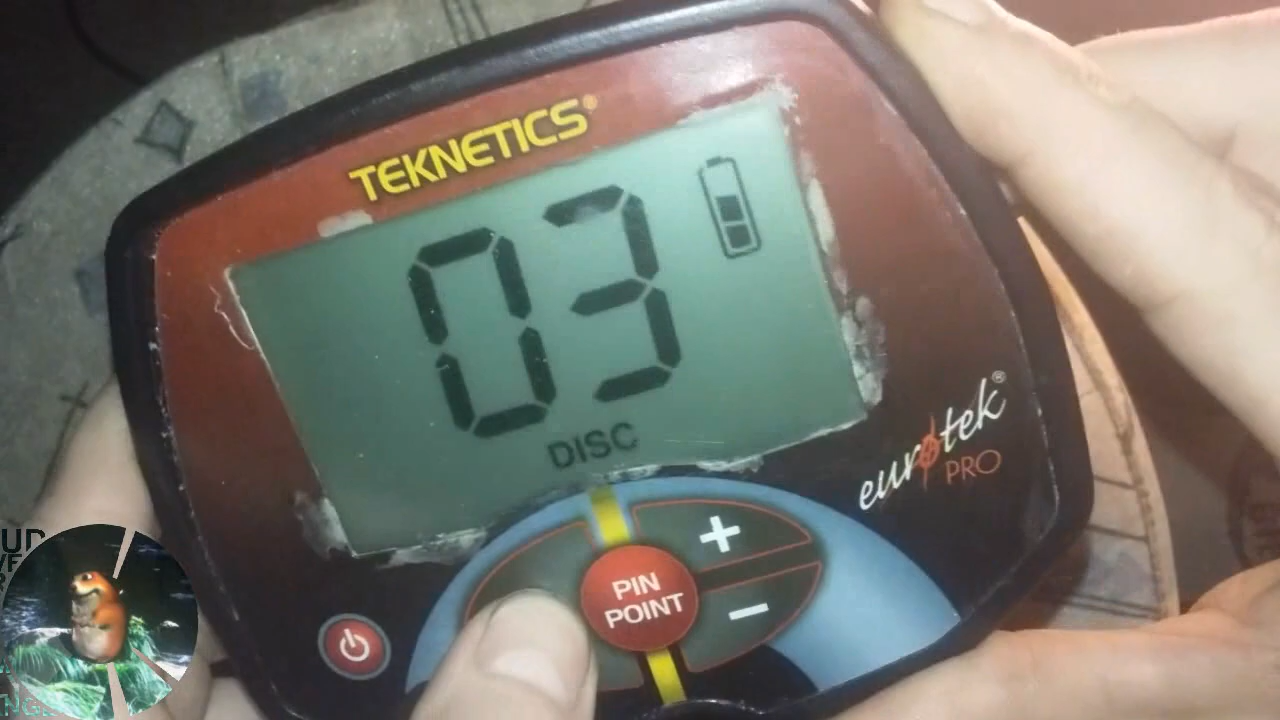 TEKNETICS®
03
DISC
eurotek®
PRO
+
PIN
POINT
−